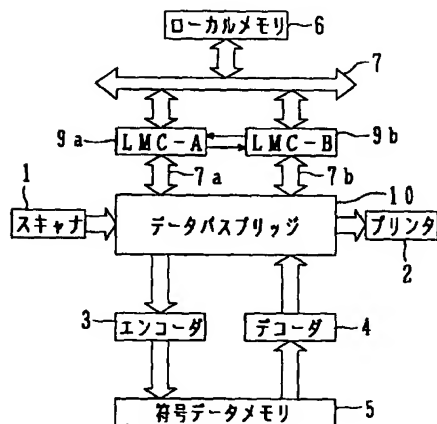 ローカルメモリ 6
7
9a LMC-A LMC-B 9b
7a 7b
1 10
スキャナ データパスブリッジ プリンタ
2
3 エンコーダ デコーダ 4
符号データメモリ 5